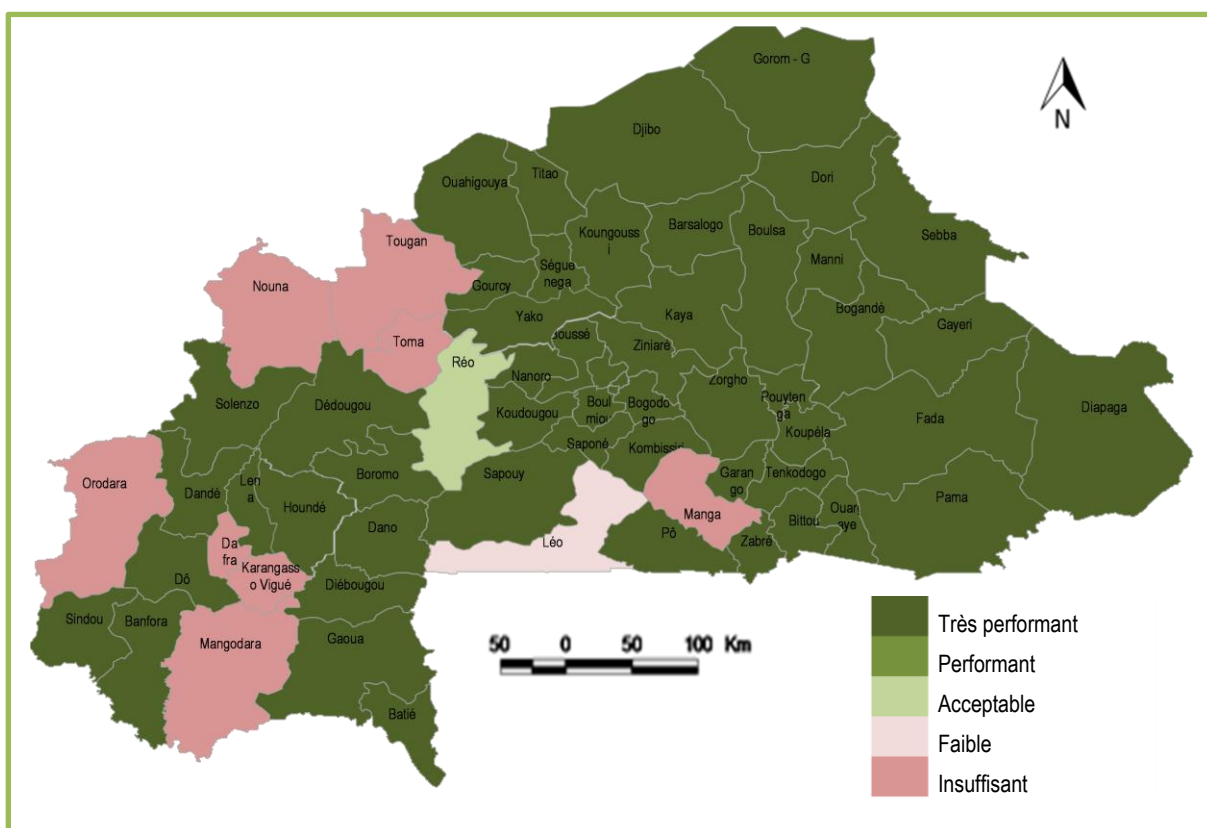 Gorom - G
N
Djibo
Titao
Ouahigouya
Dori
Barsalogo
Boulsa
Koungoussi
Sebba
Tougan
Manni
Ségue
nega
Nouna
Gourcy
Bogandé
Yako
Kaya
Gayeri
Boussé
Toma
Ziniaré
Réo
Nanoro
Zorgho
Pouyten
ga
Solenzo
Dédougou
Koudougou
Boul
miou
Bogodo
go
Fada
Diapaga
Koupéla
Saponé
Kombissiri
Orodara
Boromo
Sapouy
Garan
go
Tenkodogo
Len
a
Dandé
Houndé
Pama
Manga
Ouar
gaye
Dano
Bittou
Pô
Zabré
Da
fra
Léo
Karangass
o Vigué
Dô
Diébougou
Sindou
Banfora
Mangodara
Gaoua
Batié
50 0 50 100 Km
Très performant
Performant
Acceptable
Faible
Insuffisant